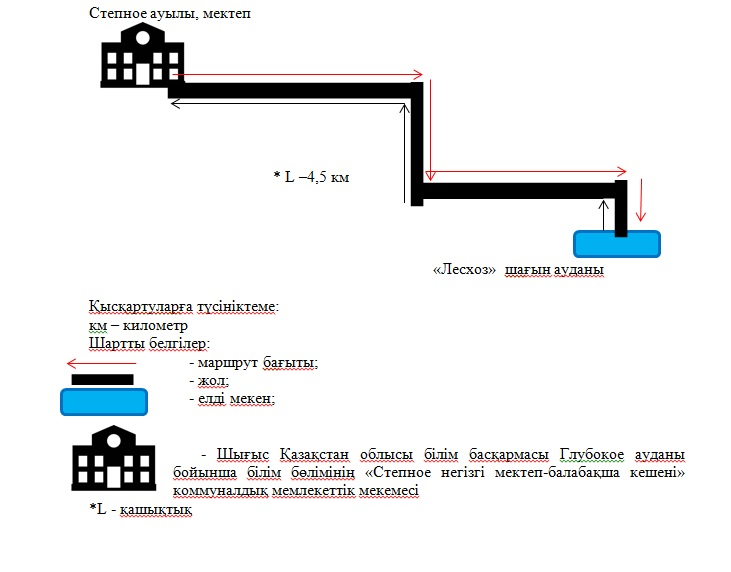 Степное ауылы, мектеп
* L –4,5 км
«Лесхоз» шағын ауданы
Қысқартуларға түсініктеме:
км – километр
Шартты белгілер:
- маршрут бағыты;
- жол;
- елді мекен;
- Шығыс Қазақстан облысы білім басқармасы Глубокое ауданы
бойынша білім бөлімінің «Степное негізгі мектеп-балабақша кешені»
коммуналдық мемлекеттік мекемесі
*L - қашықтық